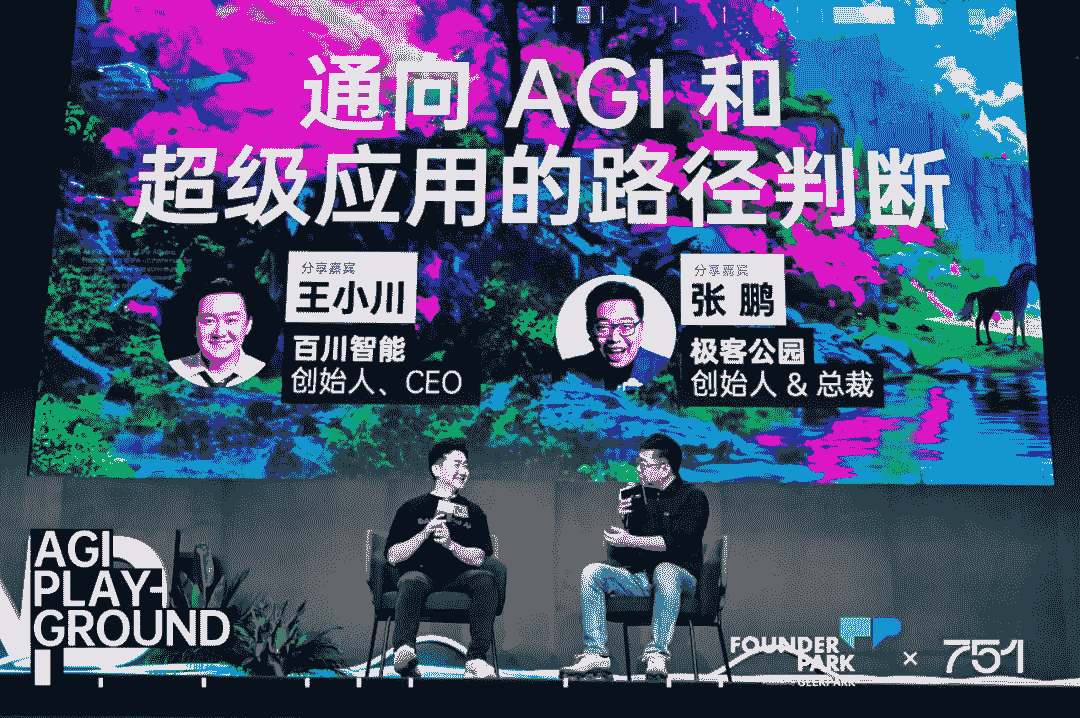 通向 AGI 和
超级应用的路径判断
分享嘉宾
王小川
百川智能
创始人、CEO
分享嘉宾
张 鹏
极客公园
创始人 & 总裁
AGI
PLAY-
GROUND
FOUNDER
PARK
GEEKPARK
× 751